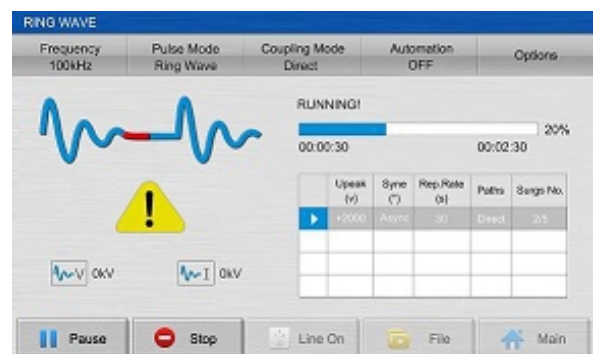 RING WAVE
Frequency
100kHz
Pulse Mode
Ring Wave
Coupling Mode
Direct
Automation
OFF
Options
RUNNING!
20%
00:00:30
00:02:30
Upeak
(v)
Syne
(°)
Rep.Rate
(s)
Paths
Surge No.
+2000
Async
30
Direct
2/5
V 0kV
I 0kV
Pause
Stop
Line On
File
Main